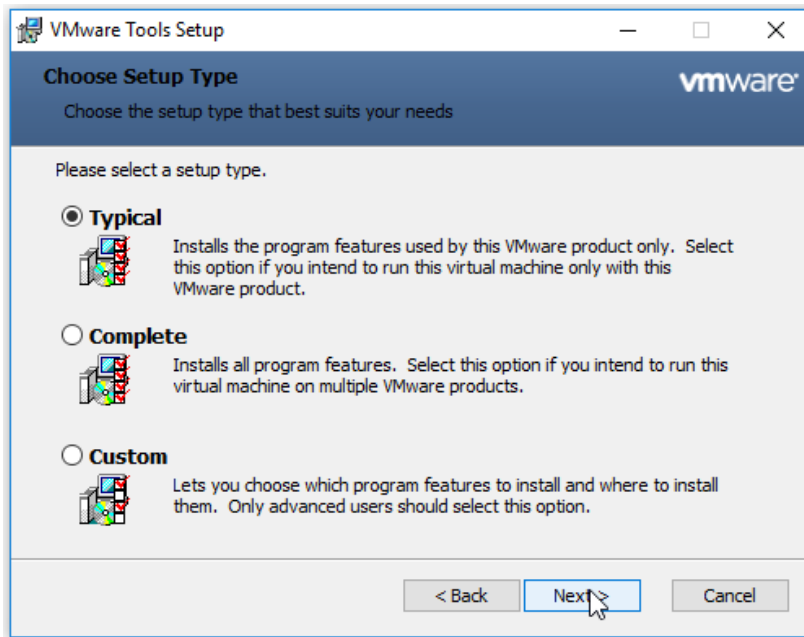 VMware Tools Setup
Choose Setup Type
Choose the setup type that best suits your needs
vmware
Please select a setup type.
Typical
Installs the program features used by this VMware product only. Select
this option if you intend to run this virtual machine only with this
VMware product.
Complete
Installs all program features. Select this option if you intend to run this
virtual machine on multiple VMware products.
Custom
Lets you choose which program features to install and where to install
them. Only advanced users should select this option.
< Back
Next >
Cancel